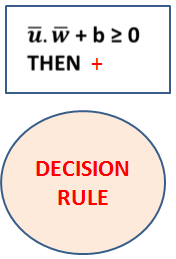 u̅. w̅ + b ≥ 0
THEN +
DECISION
RULE